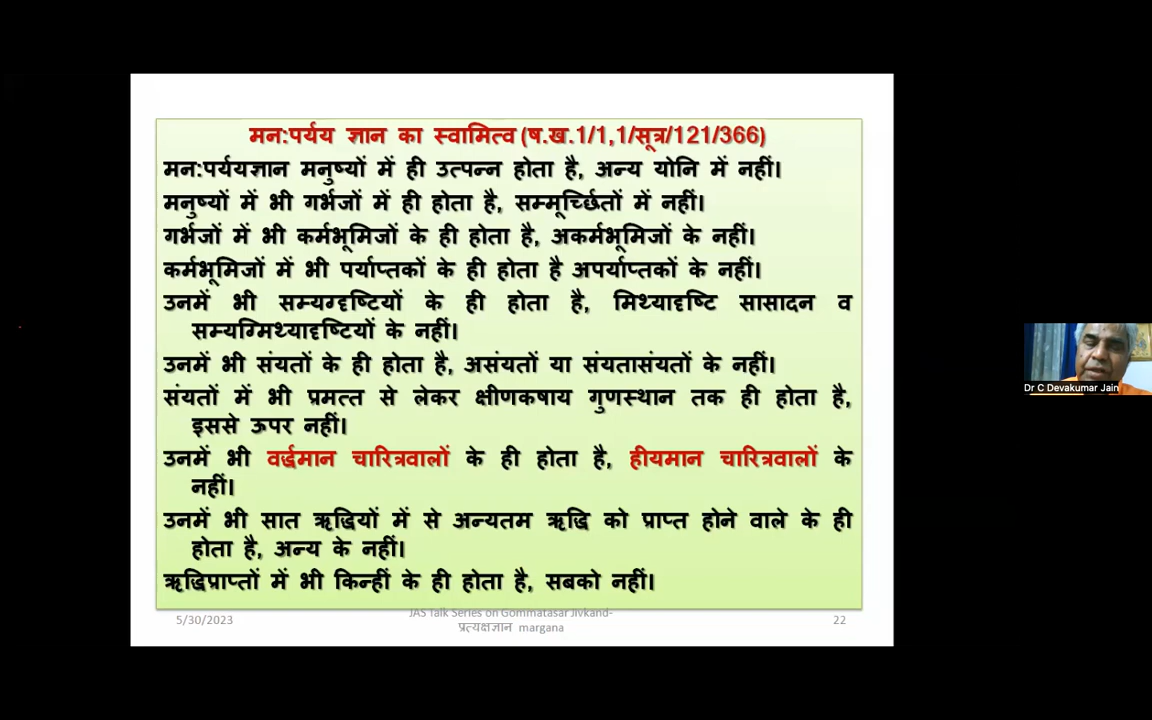 मन:पर्यय ज्ञान का स्वामित्व (ष.ख.1/1,1/सूत्र/121/366)
मन:पर्ययज्ञान मनुष्यों में ही उत्पन्न होता है, अन्य योनि में नहीं।
मनुष्यों में भी गर्भजों में ही होता है, सम्मूर्च्छितों में नहीं।
गर्भजों में भी कर्मभूमिजों के ही होता है, अकर्मभूमिजों के नहीं।
कर्मभूमिजों में भी पर्याप्तकों के ही होता है अपर्याप्तकों के नहीं।
उनमें भी सम्यग्दृष्टियों के ही होता है, मिथ्यादृष्टि सासादन व
सम्यग्मिथ्यादृष्टियों के नहीं।
उनमें भी संयतों के ही होता है, असंयतों या संयतासंयतों के नहीं।
संयतों में भी प्रमत्त से लेकर क्षीणकषाय गुणस्थान तक ही होता है,
इससे ऊपर नहीं।
उनमें भी वर्द्धमान चारित्रवालों के ही होता है, हीयमान चारित्रवालों के
नहीं।
उनमें भी सात ऋद्धियों में से अन्यतम ऋद्धि को प्राप्त होने वाले के ही
होता है, अन्य के नहीं।
ऋद्धिप्राप्तों में भी किन्हीं के ही होता है, सबको नहीं।
5/30/2023
JAS Talk Series on Gommatasar Jivkand-
प्रत्यक्षज्ञान margana
22
Dr C Devakumar Jain